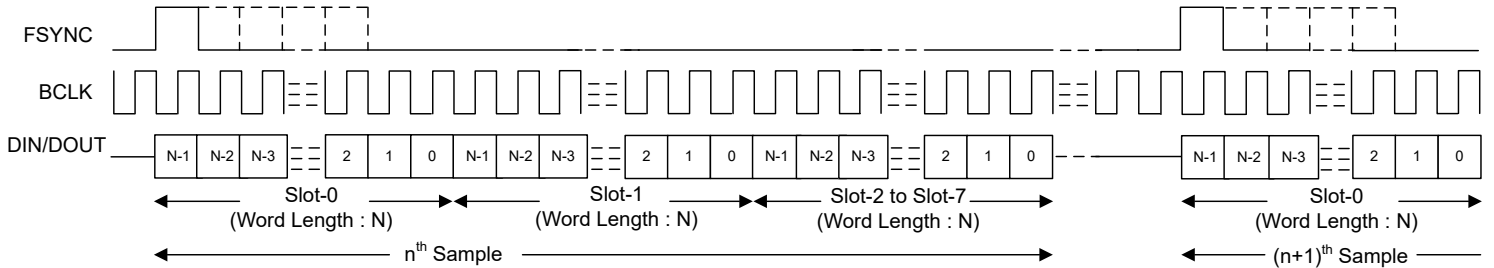 FSYNC
BCLK
DIN/DOUT
N-1 N-2 N-3 2 1 0 N-1 N-2 N-3 2 1 0 N-1 N-2 N-3 2 1 0 N-1 N-2 N-3 2 1 0
Slot-0 Slot-1 Slot-2 to Slot-7 Slot-0
(Word Length : N) (Word Length : N) (Word Length : N) (Word Length : N)
nth Sample (n+1)th Sample